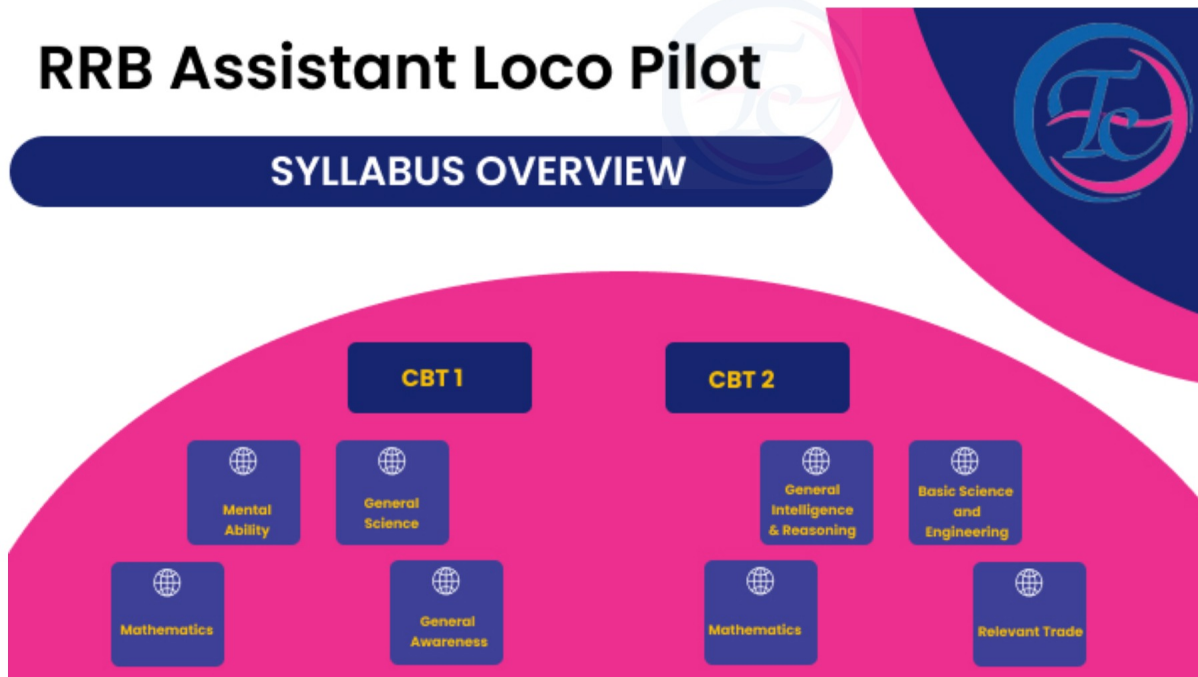 RRB Assistant Loco Pilot
SYLLABUS OVERVIEW
Tc
CBT 1
CBT 2
Mental
Ability
General
Science
General
Intelligence
& Reasoning
Basic Science
and
Engineering
Mathematics
General
Awareness
Mathematics
Relevant Trade